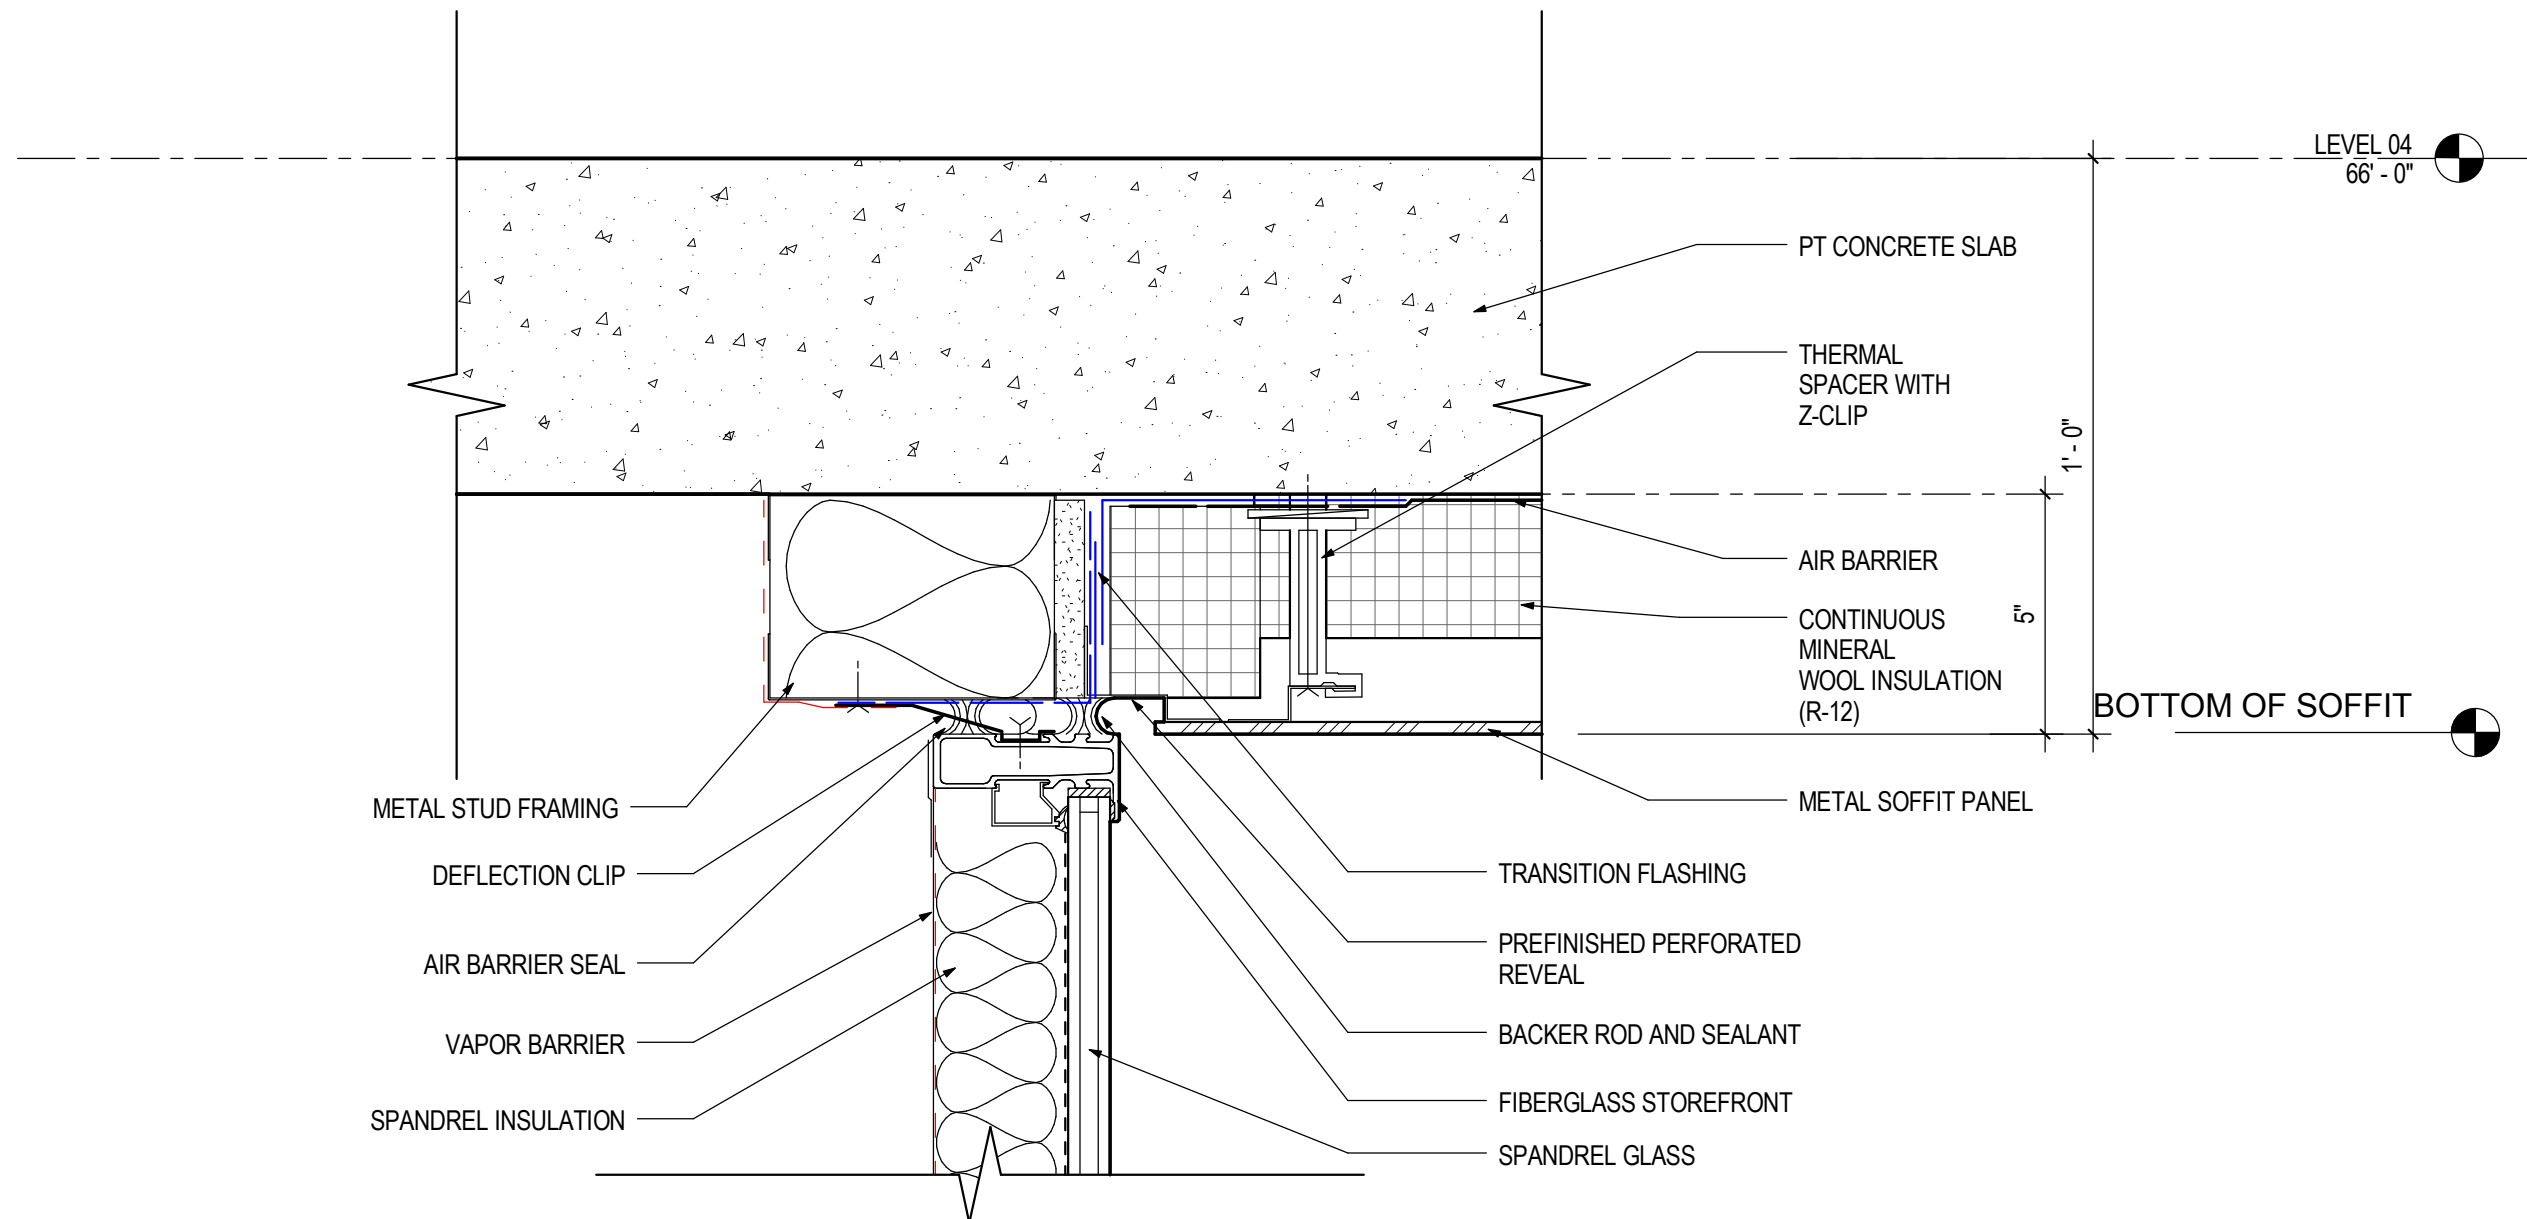 LEVEL 04
66' - 0"
PT CONCRETE SLAB
THERMAL
SPACER WITH
Z-CLIP
1' - 0"
AIR BARRIER
CONTINUOUS
MINERAL
WOOL INSULATION
(R-12)
5"
BOTTOM OF SOFFIT
METAL SOFFIT PANEL
METAL STUD FRAMING
DEFLECTION CLIP
AIR BARRIER SEAL
VAPOR BARRIER
SPANDREL INSULATION
TRANSITION FLASHING
PREFINISHED PERFORATED
REVEAL
BACKER ROD AND SEALANT
FIBERGLASS STOREFRONT
SPANDREL GLASS